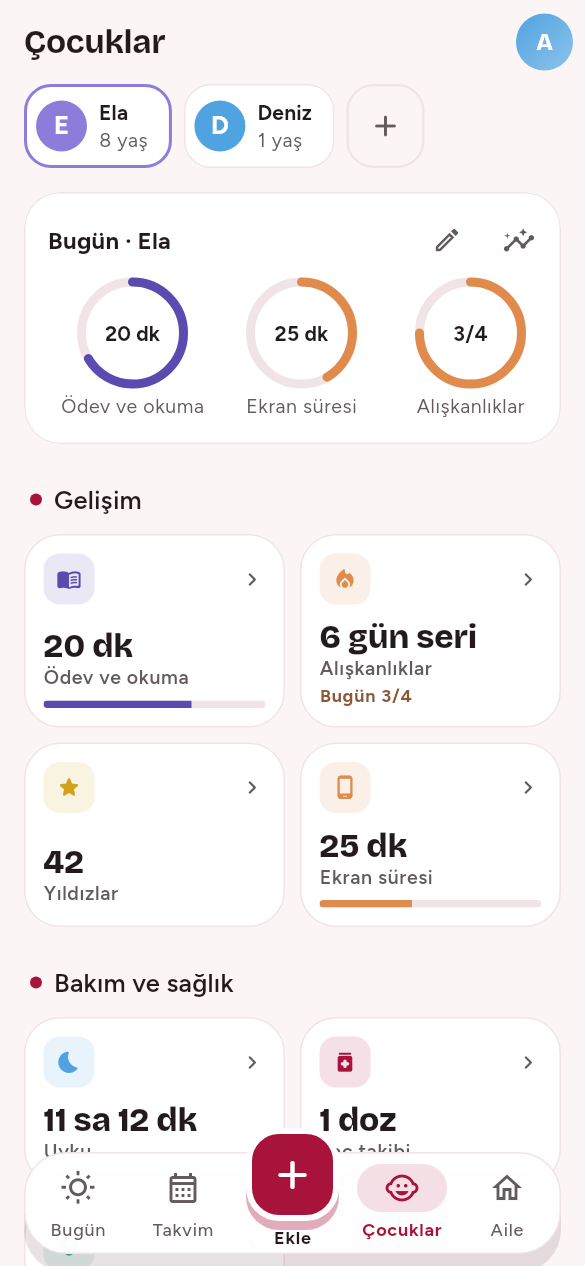 Çocuklar
A
E
Ela
8 yaş
D
Deniz
1 yaş
Bugün · Ela
20 dk
25 dk
3/4
Ödev ve okuma
Ekran süresi
Alışkanlıklar
Gelişim
20 dk
Ödev ve okuma
6 gün seri
Alışkanlıklar
Bugün 3/4
42
Yıldızlar
25 dk
Ekran süresi
Bakım ve sağlık
11 sa 12 dk
Uyku
1 doz
takibi
Bugün
Takvim
Ekle
Çocuklar
Aile